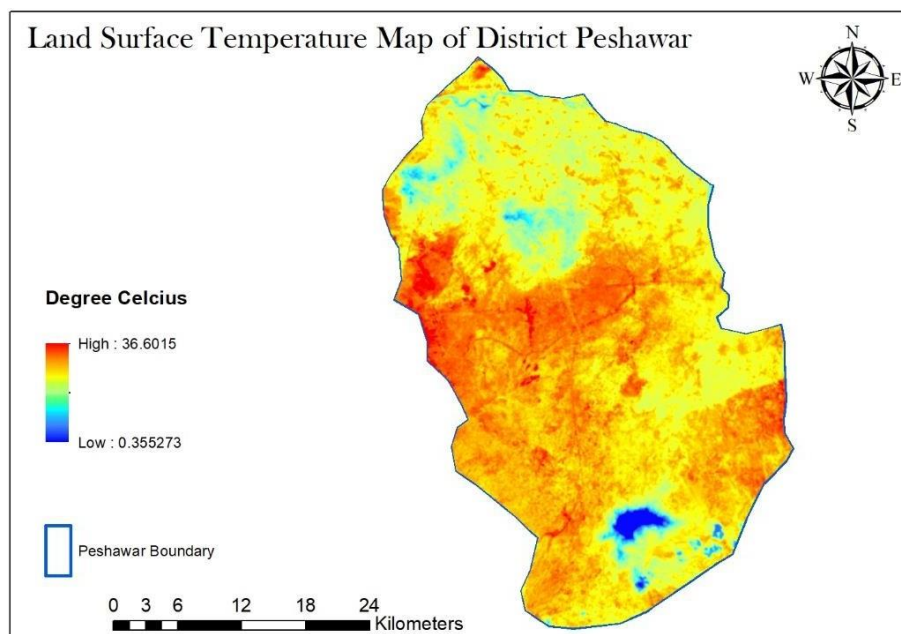 Land Surface Temperature Map of District Peshawar
N
W E
S
Degree Celcius
High : 36.6015
Low : 0.355273
Peshawar Boundary
0 3 6 12 18 24
Kilometers